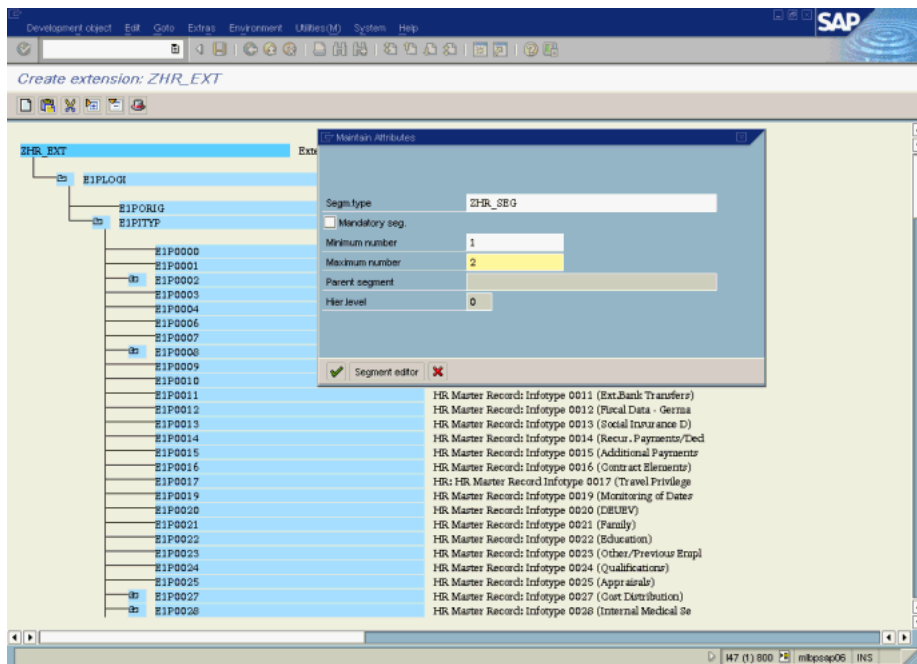 Development object Edit Goto Extras Environment Utilities(M) System Help
SAP
Create extension: ZHR_EXT
Maintain Attributes
ZHR_EXT Exte
E1PLOGI
Segm.type ZHR_SEG
E1PORIG
Mandatory seg.
E1PITYP
Minimum number 1
E1P0000
Maximum number 2
E1P0001
Parent segment
E1P0002
Hier.level 0
E1P0003
E1P0004
E1P0006
E1P0007
E1P0008
E1P0009
Segment editor
E1P0010
E1P0011 HR Master Record: Infotype 0011 (Ext.Bank Transfers)
E1P0012 HR Master Record: Infotype 0012 (Fiscal Data - Germa
E1P0013 HR Master Record: Infotype 0013 (Social Insurance D)
E1P0014 HR Master Record: Infotype 0014 (Recur. Payments/Ded
E1P0015 HR Master Record: Infotype 0015 (Additional Payments
E1P0016 HR Master Record: Infotype 0016 (Contract Elements)
E1P0017 HR: HR Master Record Infotype 0017 (Travel Privilege
E1P0019 HR Master Record: Infotype 0019 (Monitoring of Dates
E1P0020 HR Master Record: Infotype 0020 (DEUEV)
E1P0021 HR Master Record: Infotype 0021 (Family)
E1P0022 HR Master Record: Infotype 0022 (Education)
E1P0023 HR Master Record: Infotype 0023 (Other/Previous Empl
E1P0024 HR Master Record: Infotype 0024 (Qualifications)
E1P0025 HR Master Record: Infotype 0025 (Appraisals)
E1P0027 HR Master Record: Infotype 0027 (Cost Distribution)
E1P0028 HR Master Record: Infotype 0028 (Internal Medical Se
I47 (1) 800 mlbpsap06 INS